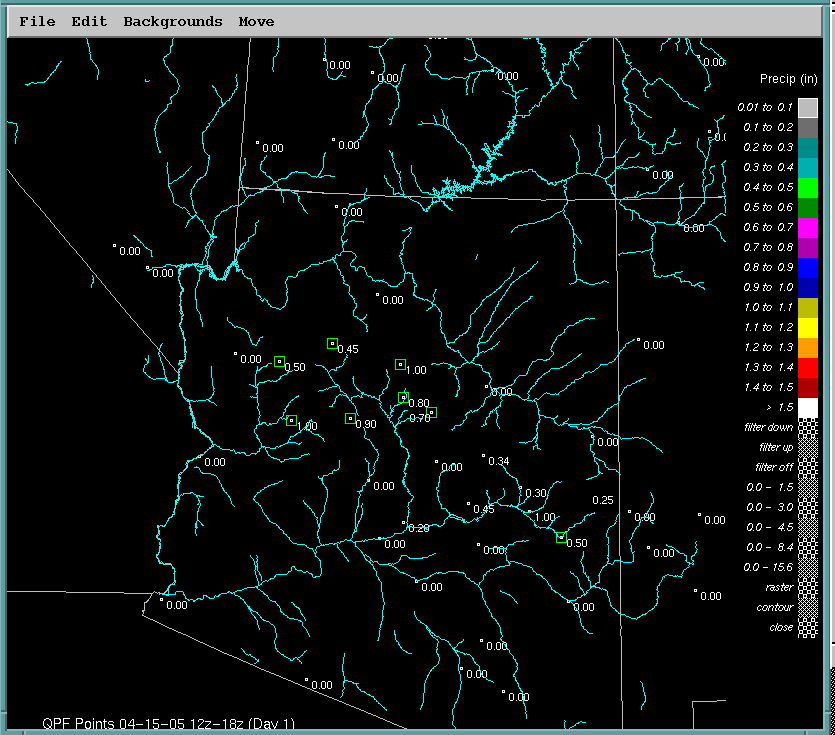 File Edit Backgrounds Move
0.00
0.00
0.00
0.00
Precip (in)
0.01 to 0.1
0.1 to 0.2
0.2 to 0.3
0.3 to 0.4
0.4 to 0.5
0.5 to 0.6
0.6 to 0.7
0.7 to 0.8
0.8 to 0.9
0.9 to 1.0
1.0 to 1.1
1.1 to 1.2
1.2 to 1.3
1.3 to 1.4
1.4 to 1.5
> 1.5
filter down
filter up
filter off
0.0 - 1.5
0.0 - 3.0
0.0 - 4.5
0.0 - 8.4
0.0 - 15.6
raster
contour
close
0.00
0.00
0.00
0.00
0.00
0.00
0.00
0.00
0.45
0.00
0.00
0.50
1.00
0.00
0.80
0.70
1.00
0.90
0.00
0.00
0.00
0.34
0.00
0.30
0.25
0.45
1.00
0.00
0.00
0.20
0.00
0.00
0.50
0.00
0.00
0.00
0.00
0.00
0.00
0.00
0.00
0.00
QPF Points 04-15-05 12z-18z (Day 1)